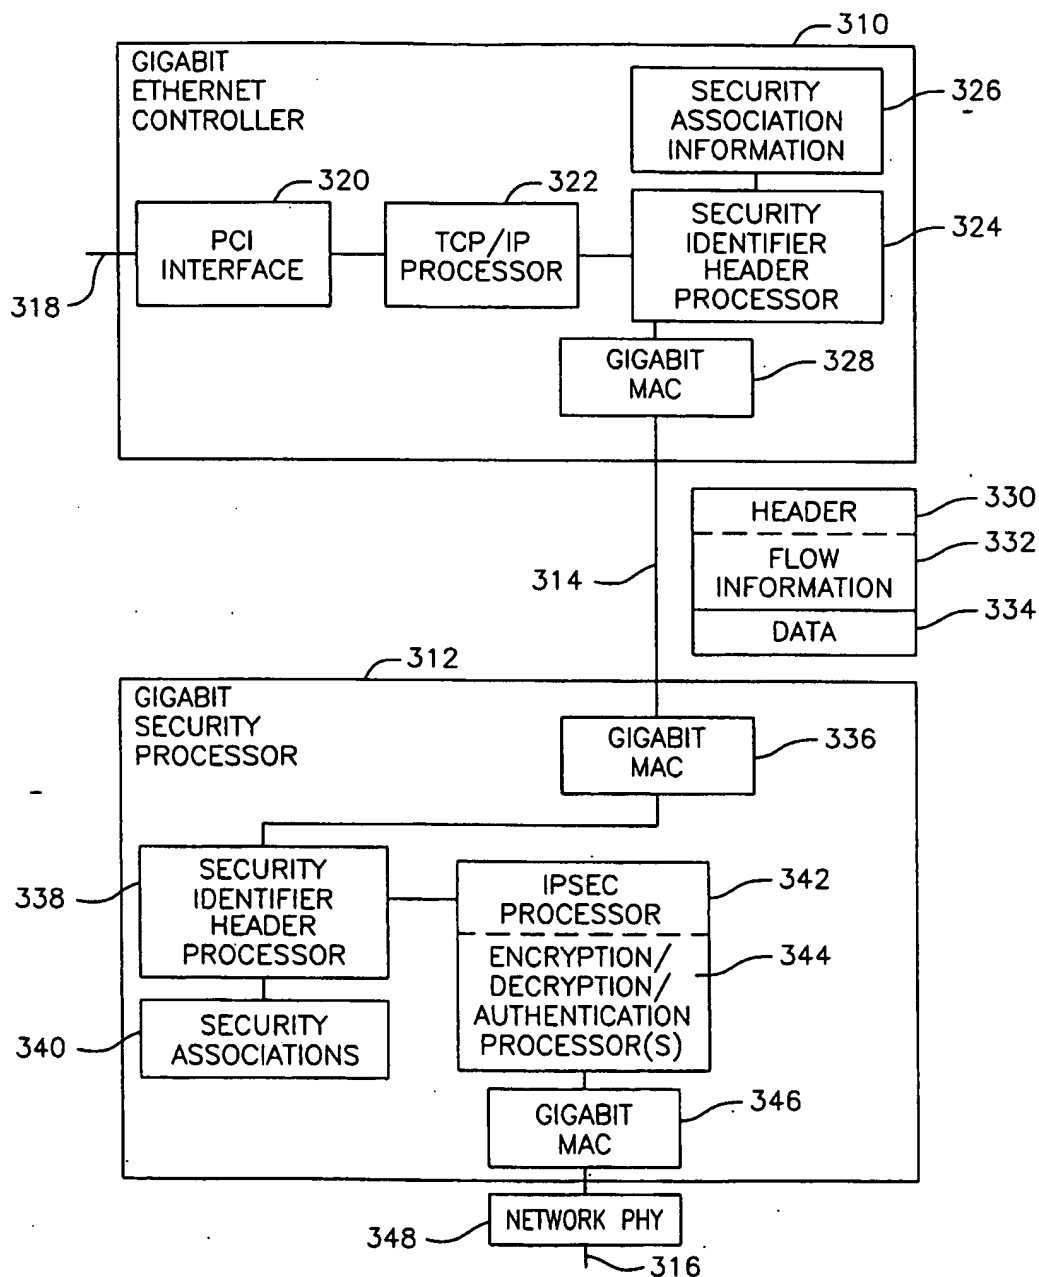 310
GIGABIT
ETHERNET
CONTROLLER
SECURITY
ASSOCIATION
INFORMATION
326
320
322
PCI
INTERFACE
TCP/IP
PROCESSOR
SECURITY
IDENTIFIER
HEADER
PROCESSOR
324
318
GIGABIT
MAC
328
HEADER
330
FLOW
INFORMATION
332
314
DATA
334
312
GIGABIT
SECURITY
PROCESSOR
GIGABIT
MAC
336
338
SECURITY
IDENTIFIER
HEADER
PROCESSOR
IPSEC
PROCESSOR
342
ENCRYPTION/
DECRYPTION/
AUTHENTICATION
PROCESSOR(S)
344
340
SECURITY
ASSOCIATIONS
GIGABIT
MAC
346
348
NETWORK PHY
316